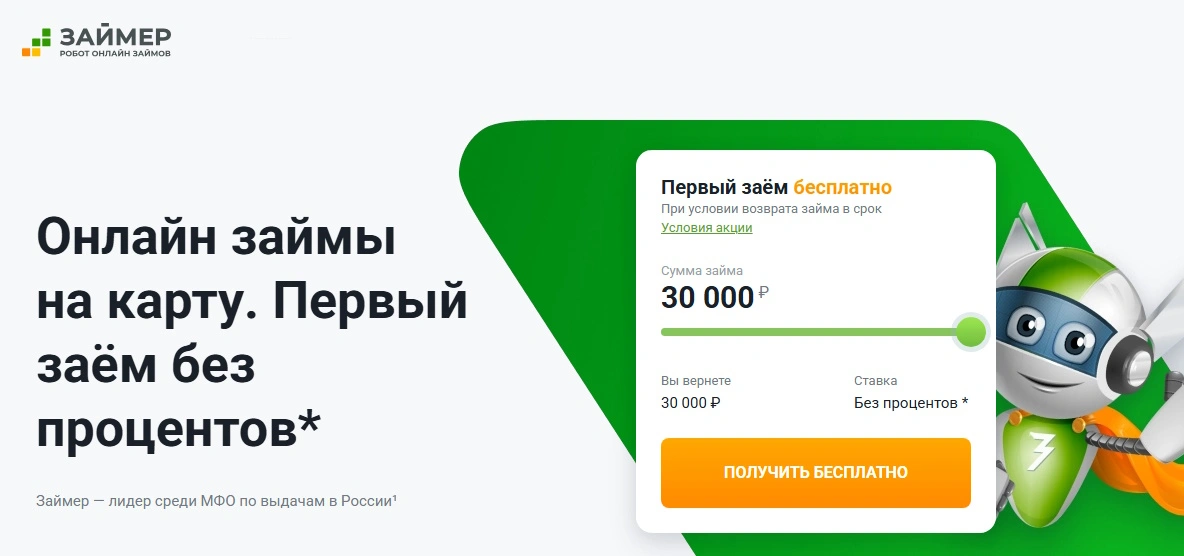 ЗАЙМЕР
РОБОТ ОНЛАЙН ЗАЙМОВ
Онлайн займы
на карту. Первый
заём без
процентов*
Займер — лидер среди МФО по выдачам в России¹
Первый заём бесплатно
При условии возврата займа в срок
Условия акции
Сумма займа
30 000 ₽
Вы вернете
30 000 ₽
Ставка
Без процентов *
ПОЛУЧИТЬ БЕСПЛАТНО
З